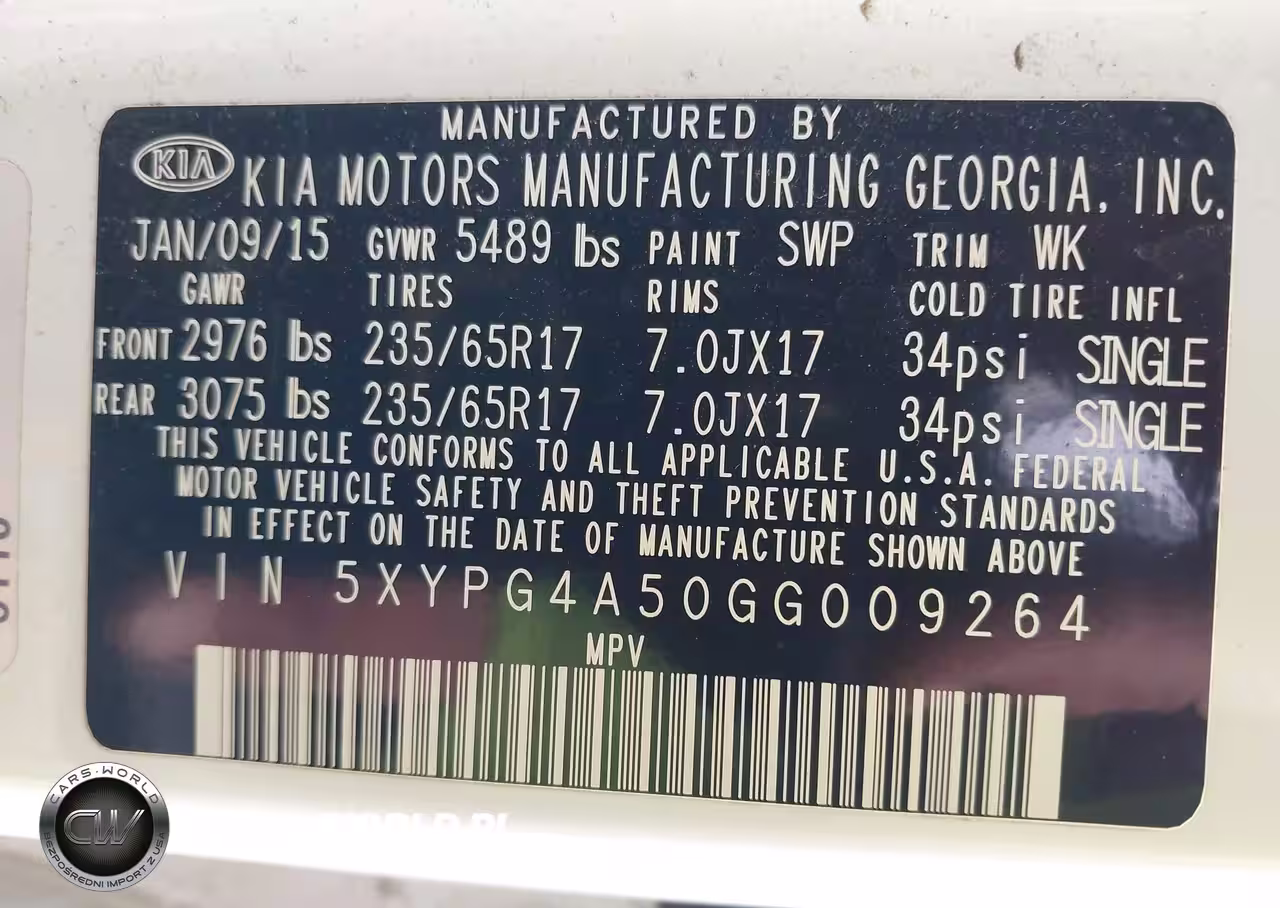 MANUFACTURED BY
KIA KIA MOTORS MANUFACTURING GEORGIA, INC.
JAN/09/15 GVWR 5489 lbs PAINT SWP TRIM WK
GAWR TIRES RIMS COLD TIRE INFL
FRONT 2976 lbs 235/65R17 7.0JX17 34psi SINGLE
REAR 3075 lbs 235/65R17 7.0JX17 34psi SINGLE
THIS VEHICLE CONFORMS TO ALL APPLICABLE U.S.A. FEDERAL
MOTOR VEHICLE SAFETY AND THEFT PREVENTION STANDARDS
IN EFFECT ON THE DATE OF MANUFACTURE SHOWN ABOVE
VIN 5XYPG4A50GG009264
MPV
CARS-WORLD
CW
BEZPOŚREDNI IMPORT Z USA